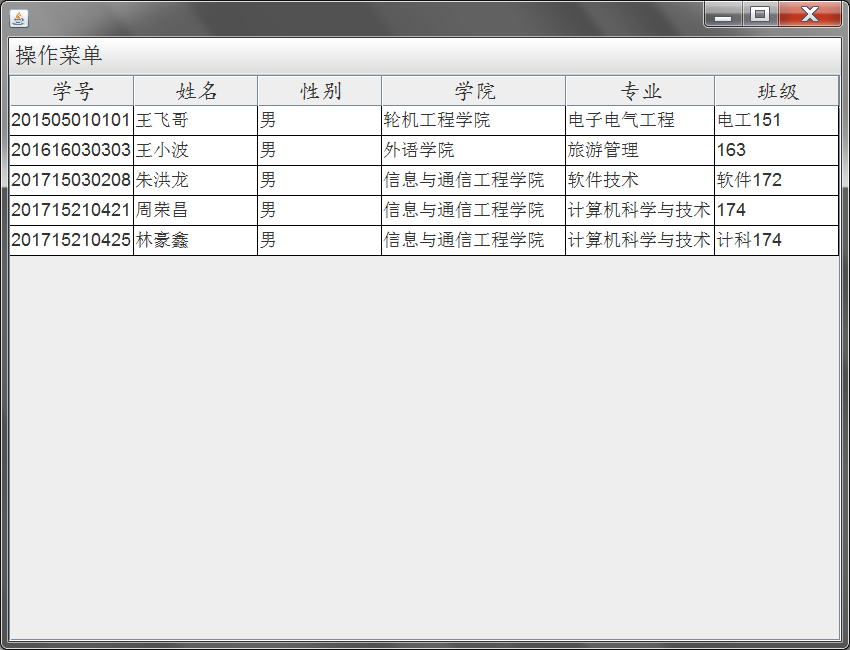 操作菜单
学号 姓名 性别 学院 专业 班级
201505010101 王飞哥 男 轮机工程学院 电子电气工程 电工151
201616030303 王小波 男 外语学院 旅游管理 163
201715030208 朱洪龙 男 信息与通信工程学院 软件技术 软件172
201715210421 周荣昌 男 信息与通信工程学院 计算机科学与技术 174
201715210425 林豪鑫 男 信息与通信工程学院 计算机科学与技术 计科174